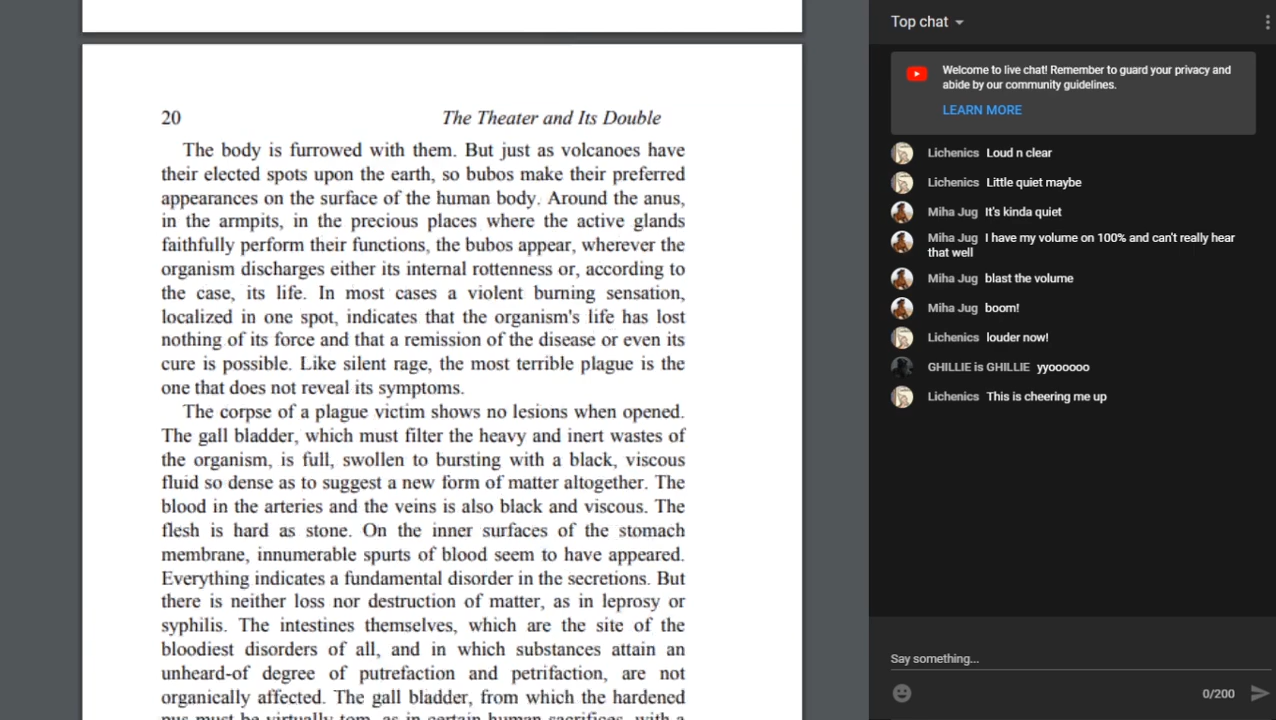 20 The Theater and Its Double
The body is furrowed with them. But just as volcanoes have
their elected spots upon the earth, so bubos make their preferred
appearances on the surface of the human body. Around the anus,
in the armpits, in the precious places where the active glands
faithfully perform their functions, the bubos appear, wherever the
organism discharges either its internal rottenness or, according to
the case, its life. In most cases a violent burning sensation,
localized in one spot, indicates that the organism's life has lost
nothing of its force and that a remission of the disease or even its
cure is possible. Like silent rage, the most terrible plague is the
one that does not reveal its symptoms.
The corpse of a plague victim shows no lesions when opened.
The gall bladder, which must filter the heavy and inert wastes of
the organism, is full, swollen to bursting with a black, viscous
fluid so dense as to suggest a new form of matter altogether. The
blood in the arteries and the veins is also black and viscous. The
flesh is hard as stone. On the inner surfaces of the stomach
membrane, innumerable spurts of blood seem to have appeared.
Everything indicates a fundamental disorder in the secretions. But
there is neither loss nor destruction of matter, as in leprosy or
syphilis. The intestines themselves, which are the site of the
bloodiest disorders of all, and in which substances attain an
unheard-of degree of putrefaction and petrifaction, are not
organically affected. The gall bladder, from which the hardened
pus must be virtually torn, as in certain human sacrifices, with a
Top chat
Welcome to live chat! Remember to guard your privacy and
abide by our community guidelines.
LEARN MORE
Lichenics Loud n clear
Lichenics Little quiet maybe
Miha Jug It's kinda quiet
Miha Jug I have my volume on 100% and can't really hear
that well
Miha Jug blast the volume
Miha Jug boom!
Lichenics louder now!
GHILLIE is GHILLIE yyoooooo
Lichenics This is cheering me up
Say something...
0/200